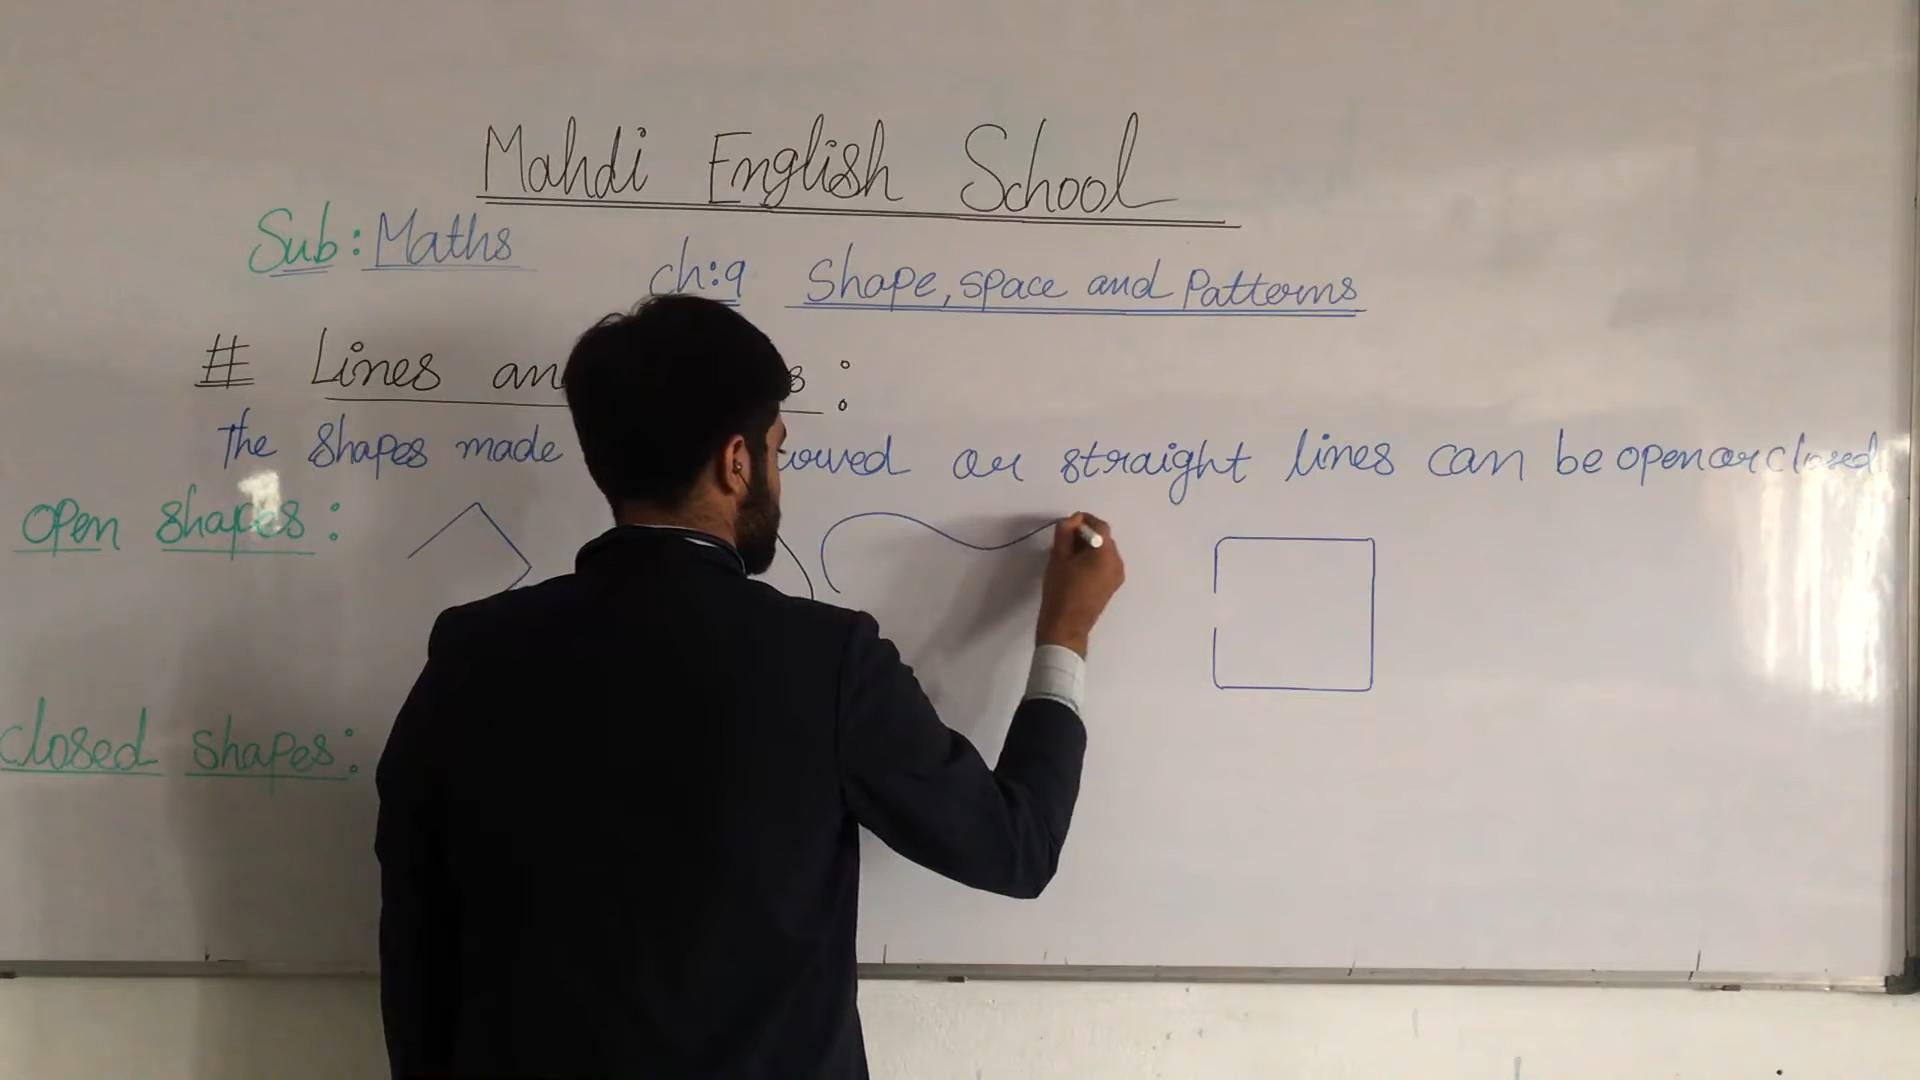 Mahdi English School
Sub: Maths
ch:9 Shape, space and Patterns
# Lines an s :
The shapes made or straight lines can be open or closed
open shapes :
closed shapes: